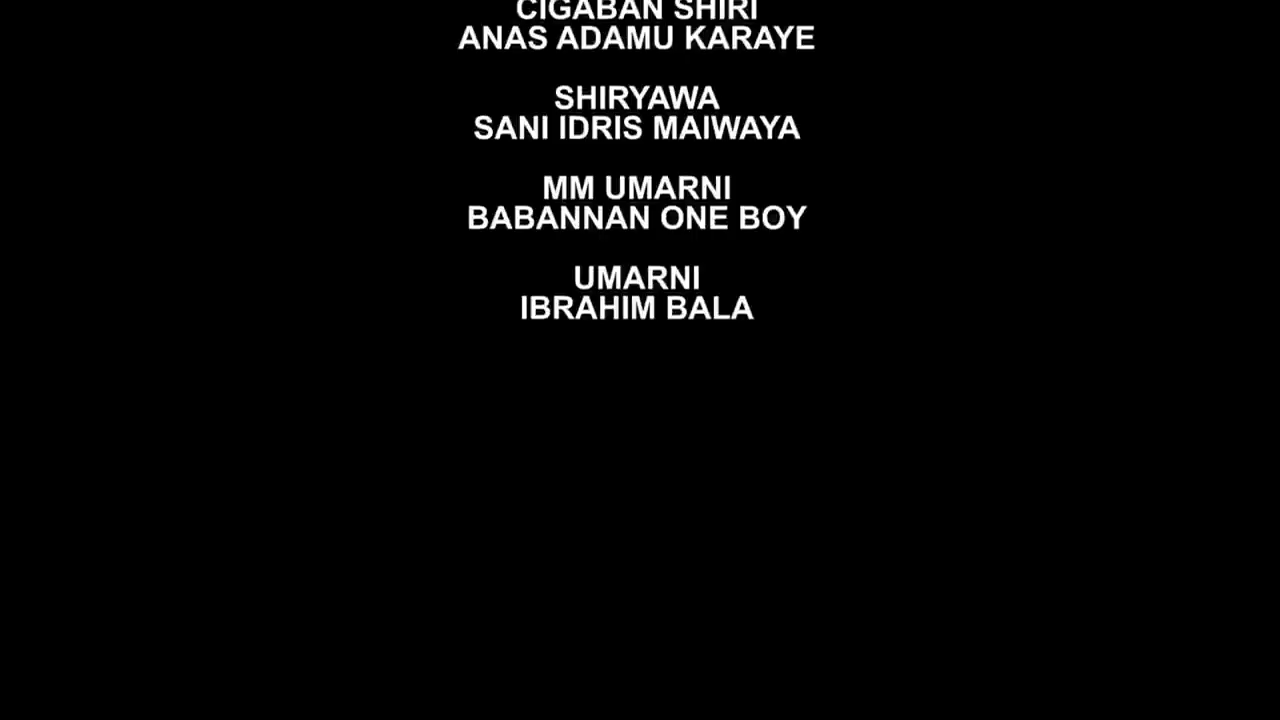 CIGABAN SHIRI
ANAS ADAMU KARAYE
SHIRYAWA
SANI IDRIS MAIWAYA
MM UMARNI
BABANNAN ONE BOY
UMARNI
IBRAHIM BALA